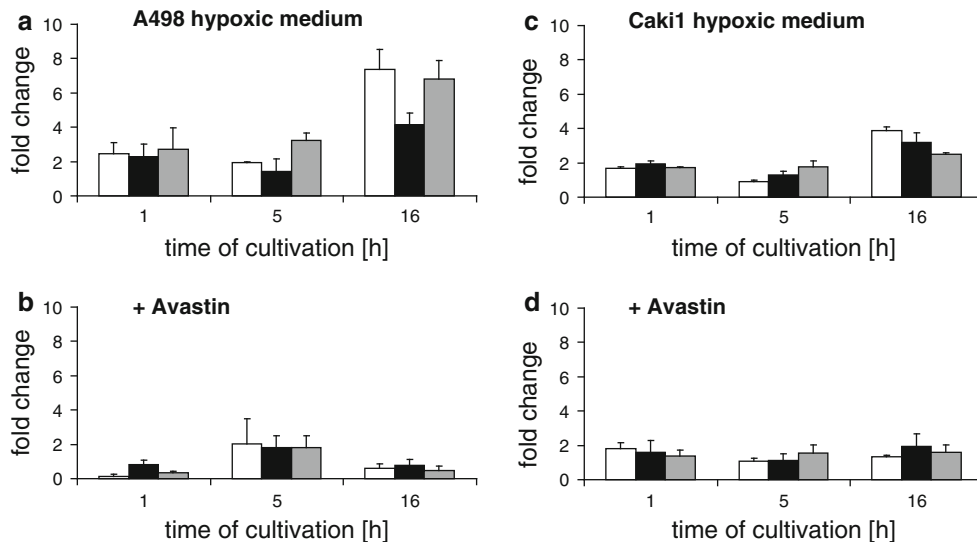 a A498 hypoxic medium
10
8
6
4
2
0
fold change
1 5 16
time of cultivation [h]
b + Avastin
10
8
6
4
2
0
fold change
1 5 16
time of cultivation [h]
c Caki1 hypoxic medium
10
8
6
4
2
0
fold change
1 5 16
time of cultivation [h]
d + Avastin
10
8
6
4
2
0
fold change
1 5 16
time of cultivation [h]